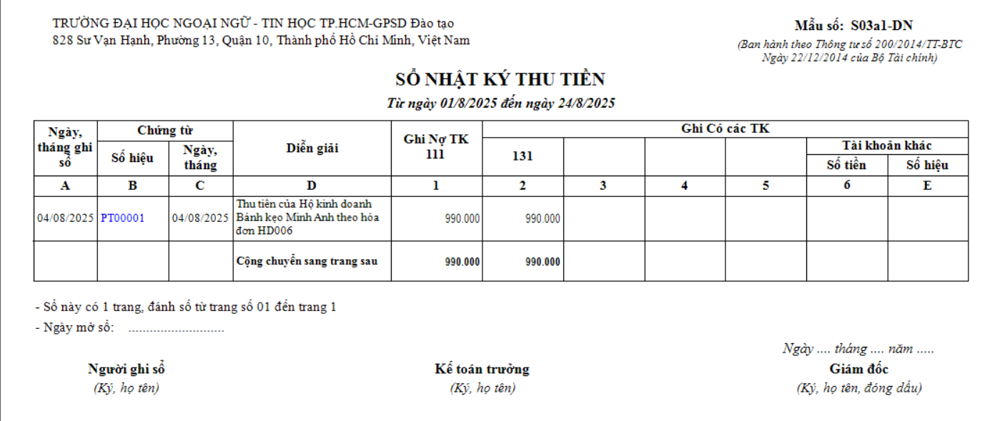 TRƯỜNG ĐẠI HỌC NGOẠI NGỮ - TIN HỌC TP.HCM-GPSD Đào tạo
828 Sư Vạn Hạnh, Phường 13, Quận 10, Thành phố Hồ Chí Minh, Việt Nam
Mẫu số: S03a1-DN
(Ban hành theo Thông tư số 200/2014/TT-BTC
Ngày 22/12/2014 của Bộ Tài chính)
SỔ NHẬT KÝ THU TIỀN
Từ ngày 01/8/2025 đến ngày 24/8/2025
Ngày, tháng ghi sổ
Chứng từ
Số hiệu
Ngày, tháng
Diễn giải
Ghi Nợ TK 111
Ghi Có các TK
131
Tài khoản khác
Số tiền
Số hiệu
A B C D 1 2 3 4 5 6 E
04/08/2025 PT00001 04/08/2025
Thu tiền của Hộ kinh doanh
Bánh kẹo Minh Anh theo hóa
đơn HD006
990.000 990.000
Cộng chuyển sang trang sau 990.000 990.000
- Sổ này có 1 trang, đánh số từ trang số 01 đến trang 1
- Ngày mở sổ: ...........................
Ngày .... tháng .... năm .....
Người ghi sổ
(Ký, họ tên)
Kế toán trưởng
(Ký, họ tên)
Giám đốc
(Ký, họ tên, đóng dấu)